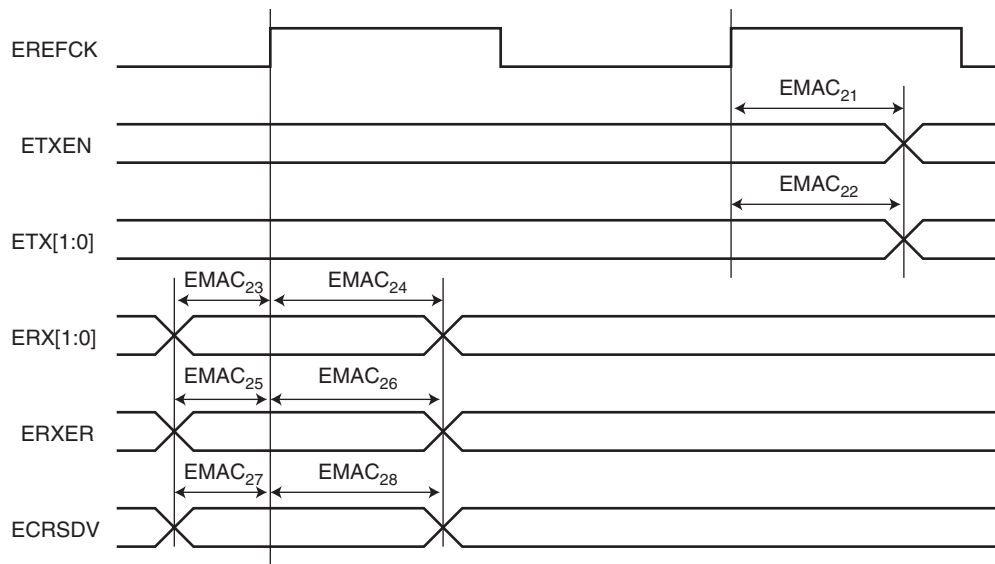 EREFCK
EMAC21
ETXEN
EMAC22
ETX[1:0]
EMAC23 EMAC24
ERX[1:0]
EMAC25 EMAC26
ERXER
EMAC27 EMAC28
ECRSDV